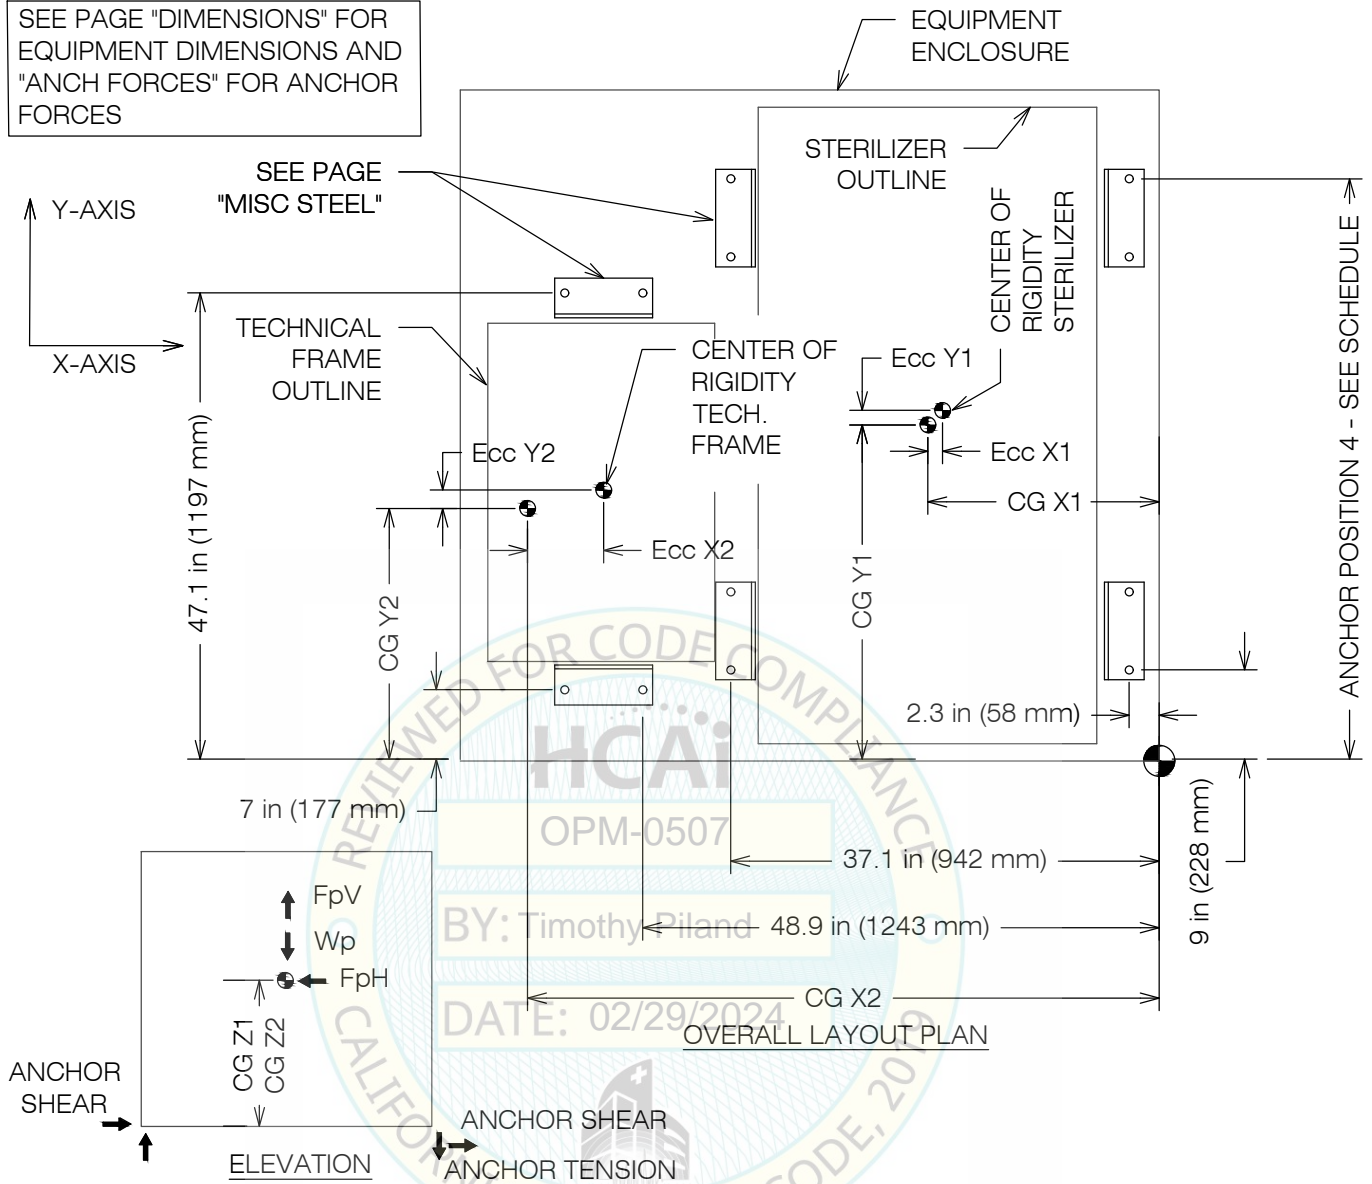 SEE PAGE "DIMENSIONS" FOR
EQUIPMENT DIMENSIONS AND
"ANCH FORCES" FOR ANCHOR
FORCES
EQUIPMENT
ENCLOSURE
STERILIZER
OUTLINE
SEE PAGE
"MISC STEEL"
Y-AXIS
X-AXIS
CENTER OF
RIGIDITY
STERILIZER
ANCHOR POSITION 4 - SEE SCHEDULE
TECHNICAL
FRAME
OUTLINE
CENTER OF
RIGIDITY
TECH.
FRAME
Ecc Y1
Ecc X1
Ecc Y2
Ecc X2
CG X1
CG Y1
CG Y2
47.1 in (1197 mm)
2.3 in (58 mm)
7 in (177 mm)
9 in (228 mm)
37.1 in (942 mm)
48.9 in (1243 mm)
CG X2
OVERALL LAYOUT PLAN
REVIEWED FOR CODE COMPLIANCE
HCAi
OPM-0507
BY: Timothy Piland
DATE: 02/29/2024
CALIFOR
CODE, 2019
FpV
Wp
FpH
CG Z1
CG Z2
ANCHOR
SHEAR
ELEVATION
ANCHOR SHEAR
ANCHOR TENSION